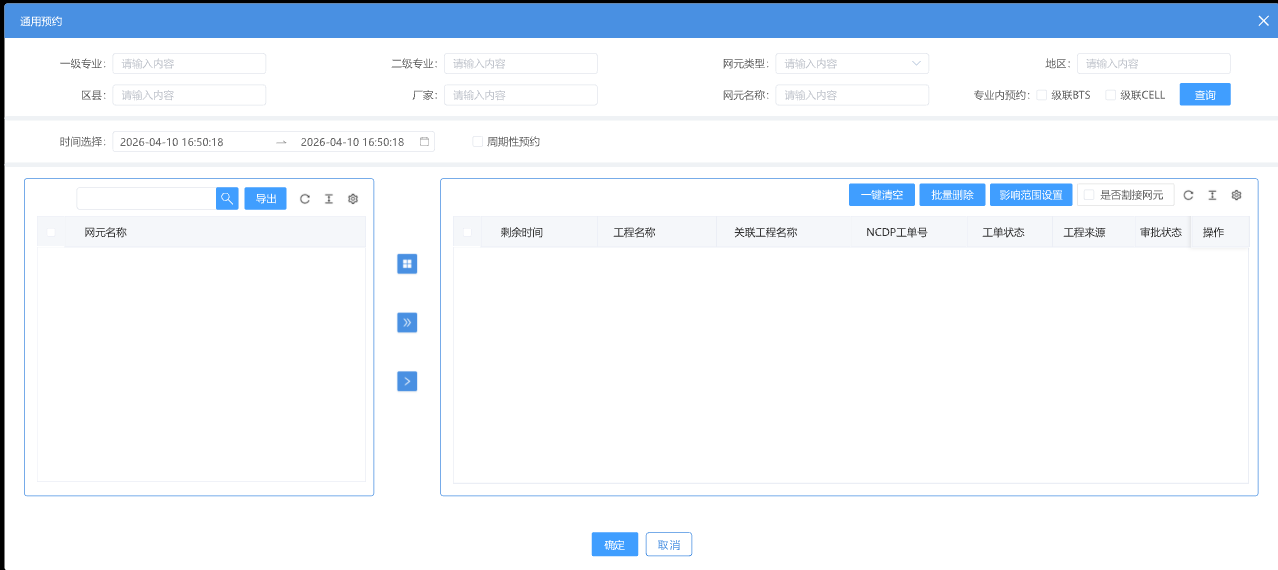 通用预约
一级专业: 请输入内容 二级专业: 请输入内容 网元类型: 请输入内容 地区: 请输入内容
区县: 请输入内容 厂家: 请输入内容 网元名称: 请输入内容 专业内预约: 级联BTS 级联CELL 查询
时间选择: 2026-04-10 16:50:18 → 2026-04-10 16:50:18 周期性预约
导出 一键清空 批量删除 影响范围设置 是否割接网元
网元名称 剩余时间 工程名称 关联工程名称 NCDP工单号 工单状态 工程来源 审批状态 操作
确定 取消